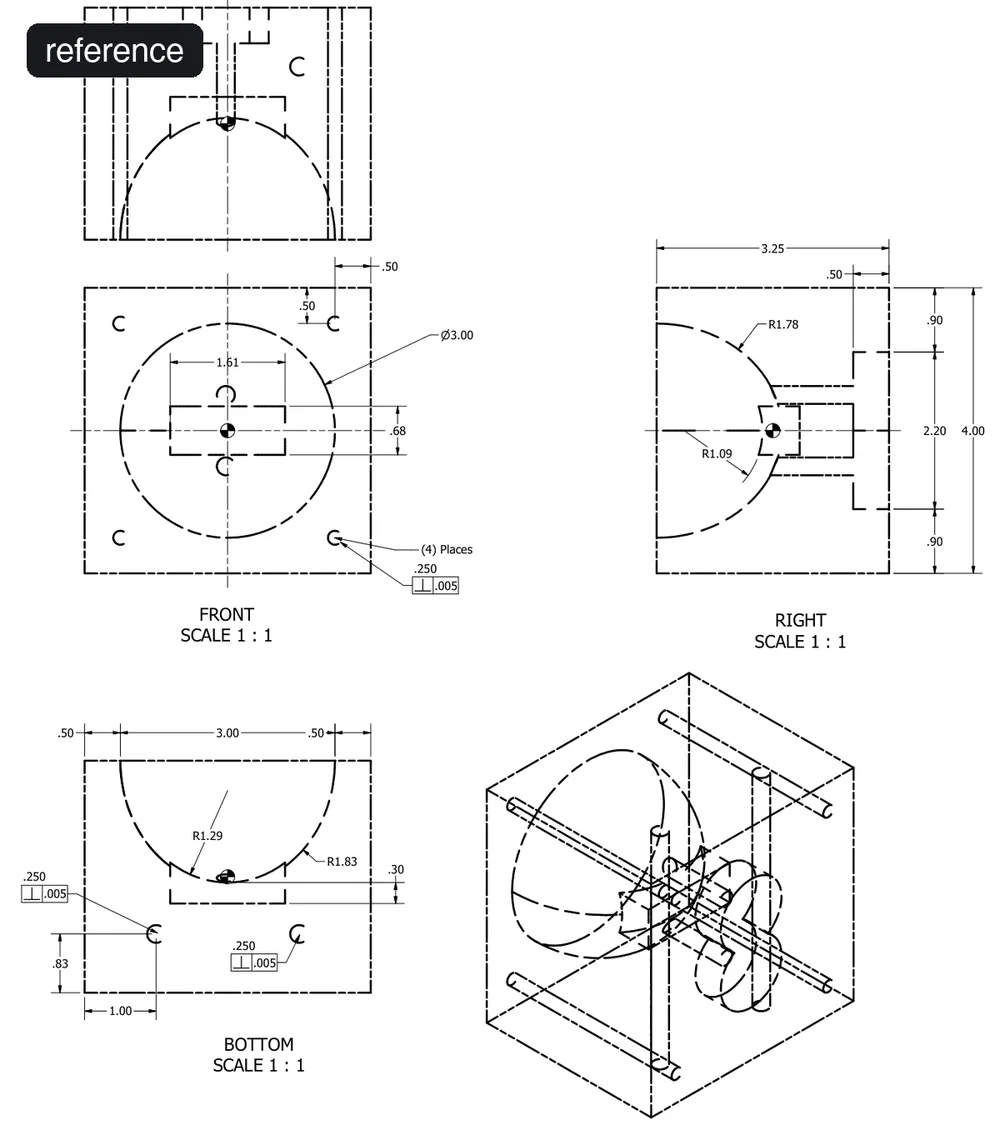 reference
.50
.50
Ø3.00
1.61
.68
(4) Places
.250
⊥ .005
FRONT
SCALE 1 : 1
3.25
.50
R1.78
.90
R1.09
2.20
4.00
.90
RIGHT
SCALE 1 : 1
.50
3.00
.50
R1.29
R1.83
.30
.250
⊥ .005
.250
⊥ .005
.83
1.00
BOTTOM
SCALE 1 : 1